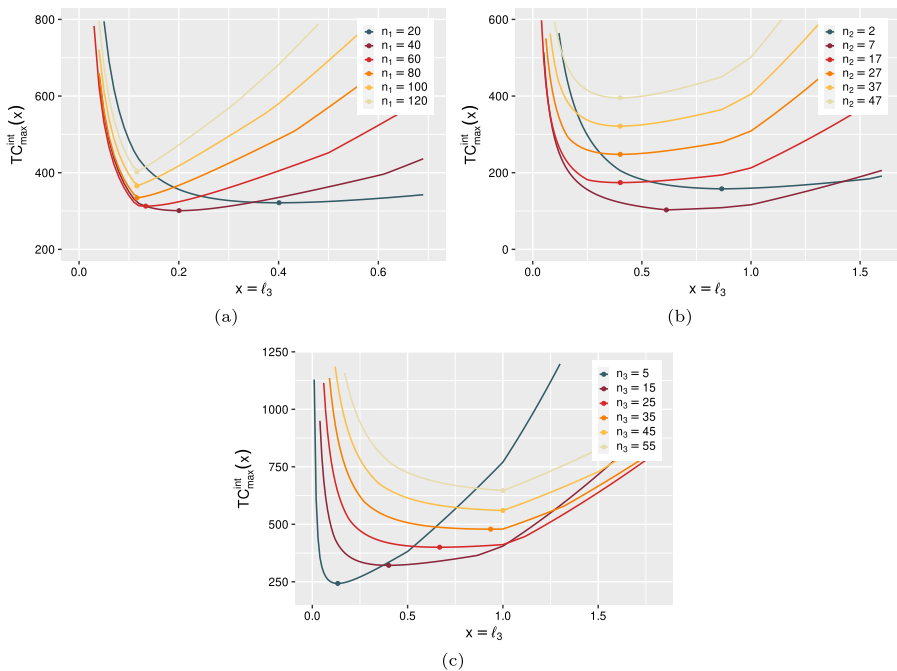 800
600
400
200
0.0
0.2
0.4
0.6
TC^int_max(x)
x = ℓ₃
n₁ = 20
n₁ = 40
n₁ = 60
n₁ = 80
n₁ = 100
n₁ = 120
(a)
600
400
200
0
0.0
0.5
1.0
1.5
TC^int_max(x)
x = ℓ₃
n₂ = 2
n₂ = 7
n₂ = 17
n₂ = 27
n₂ = 37
n₂ = 47
(b)
1250
1000
750
500
250
0.0
0.5
1.0
1.5
TC^int_max(x)
x = ℓ₃
n₃ = 5
n₃ = 15
n₃ = 25
n₃ = 35
n₃ = 45
n₃ = 55
(c)